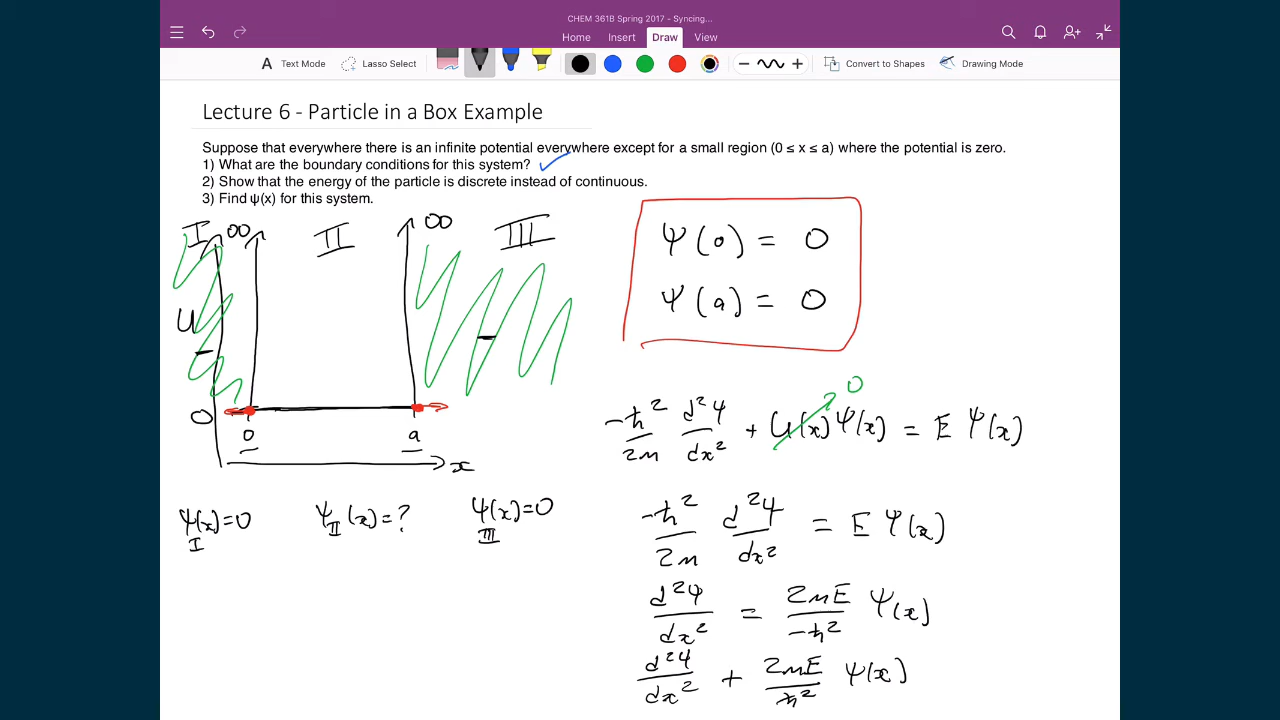 CHEM 361B Spring 2017 - Syncing...
Home Insert Draw View
A Text Mode Lasso Select Convert to Shapes Drawing Mode
Lecture 6 - Particle in a Box Example
Suppose that everywhere there is an infinite potential everywhere except for a small region (0 ≤ x ≤ a) where the potential is zero.
1) What are the boundary conditions for this system?
2) Show that the energy of the particle is discrete instead of continuous.
3) Find ψ(x) for this system.
I ∞ II ∞ III
U
0
0 a
x
Ψ_I(x)=0 Ψ_II(x)=? Ψ_III(x)=0
Ψ(0) = 0
Ψ(a) = 0
0
-ħ²/2m d²Ψ/dx² + U(x)Ψ(x) = E Ψ(x)
-ħ²/2m d²Ψ/dx² = E Ψ(x)
d²Ψ/dx² = 2mE/-ħ² Ψ(x)
d²Ψ/dx² + 2mE/ħ² Ψ(x)